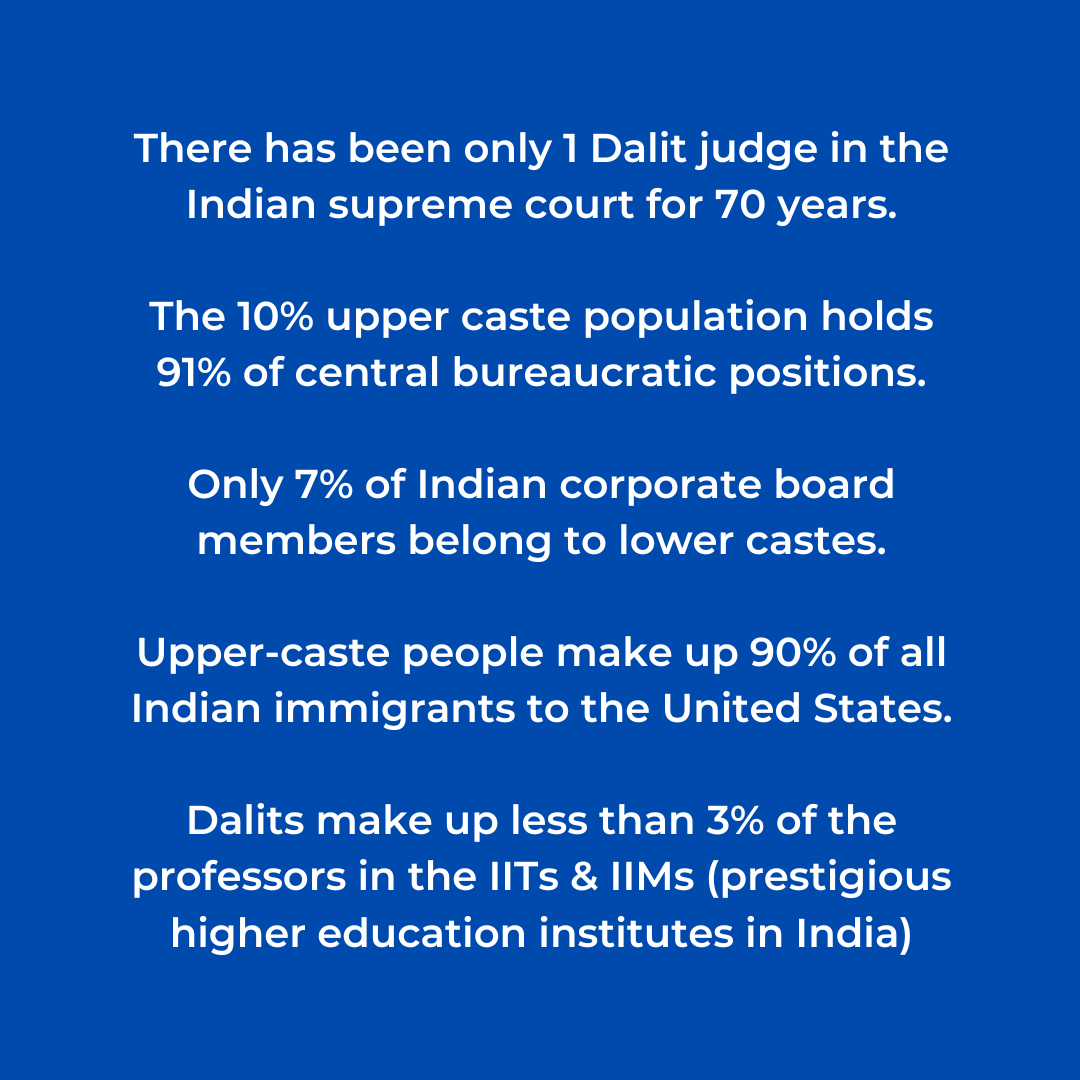 There has been only 1 Dalit judge in the
Indian supreme court for 70 years.
The 10% upper caste population holds
91% of central bureaucratic positions.
Only 7% of Indian corporate board
members belong to lower castes.
Upper-caste people make up 90% of all
Indian immigrants to the United States.
Dalits make up less than 3% of the
professors in the IITs & IIMs (prestigious
higher education institutes in India)